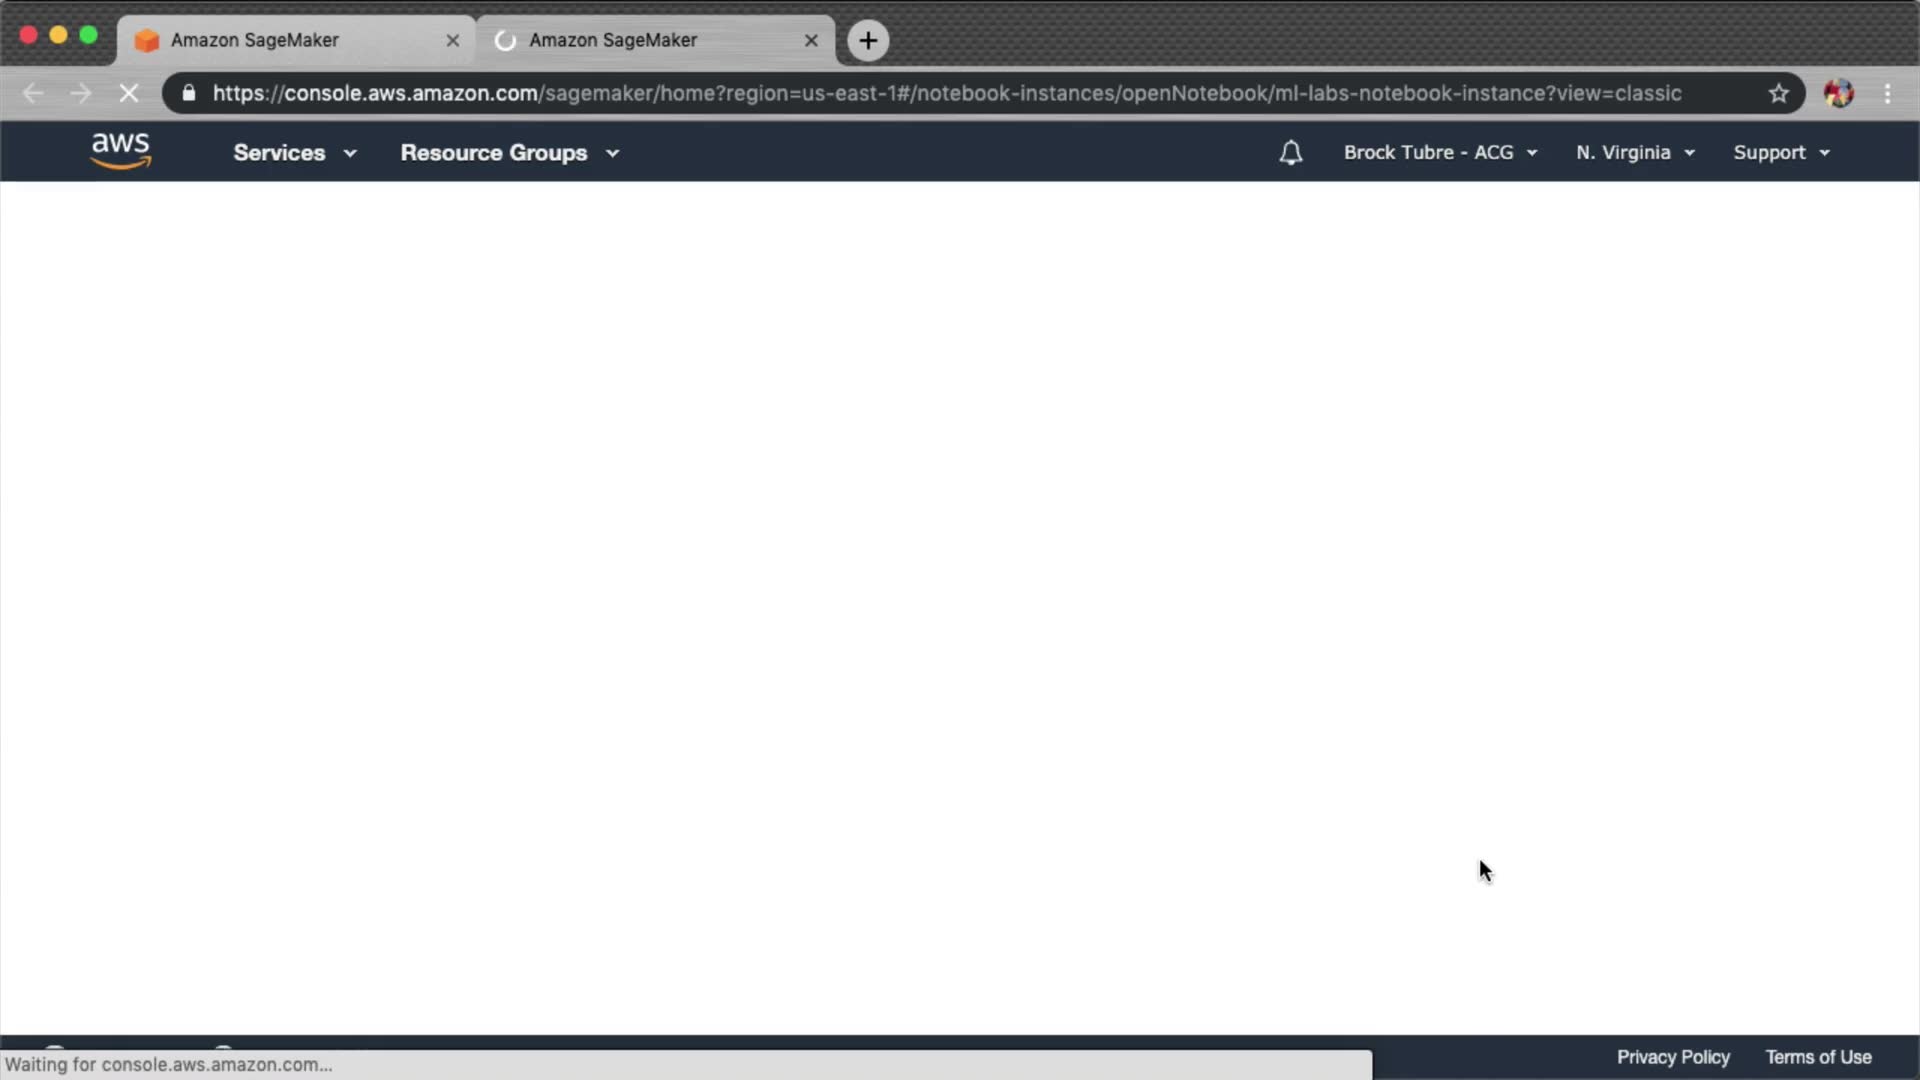 Amazon SageMaker
Amazon SageMaker
https://console.aws.amazon.com/sagemaker/home?region=us-east-1#/notebook-instances/openNotebook/ml-labs-notebook-instance?view=classic
aws Services Resource Groups Brock Tubre - ACG N. Virginia Support
Waiting for console.aws.amazon.com... Privacy Policy Terms of Use